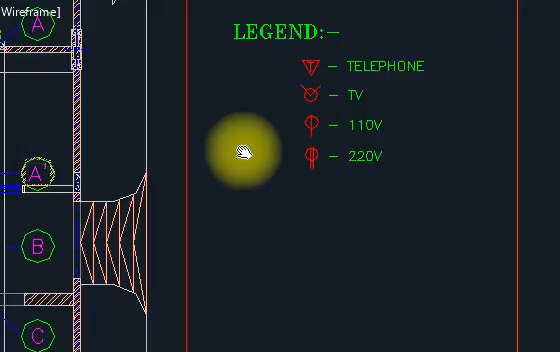 Wireframe]
A
LEGEND:-
T - TELEPHONE
- TV
- 110V
- 220V
A'
B
C